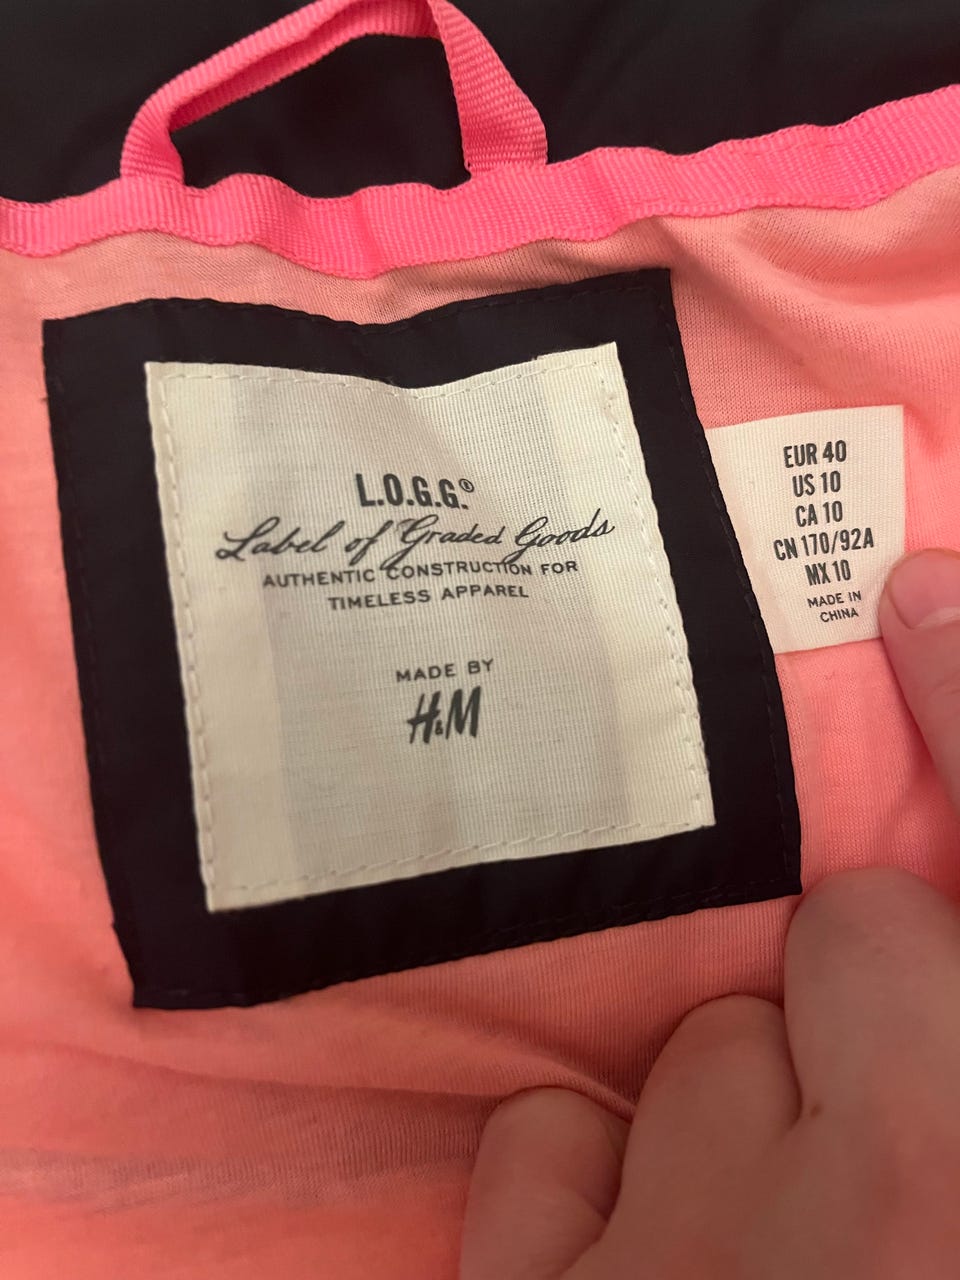 L.O.G.G.®
Label of Graded Goods
AUTHENTIC CONSTRUCTION FOR
TIMELESS APPAREL
MADE BY
H&M
EUR 40
US 10
CA 10
CN 170/92A
MX 10
MADE IN
CHINA